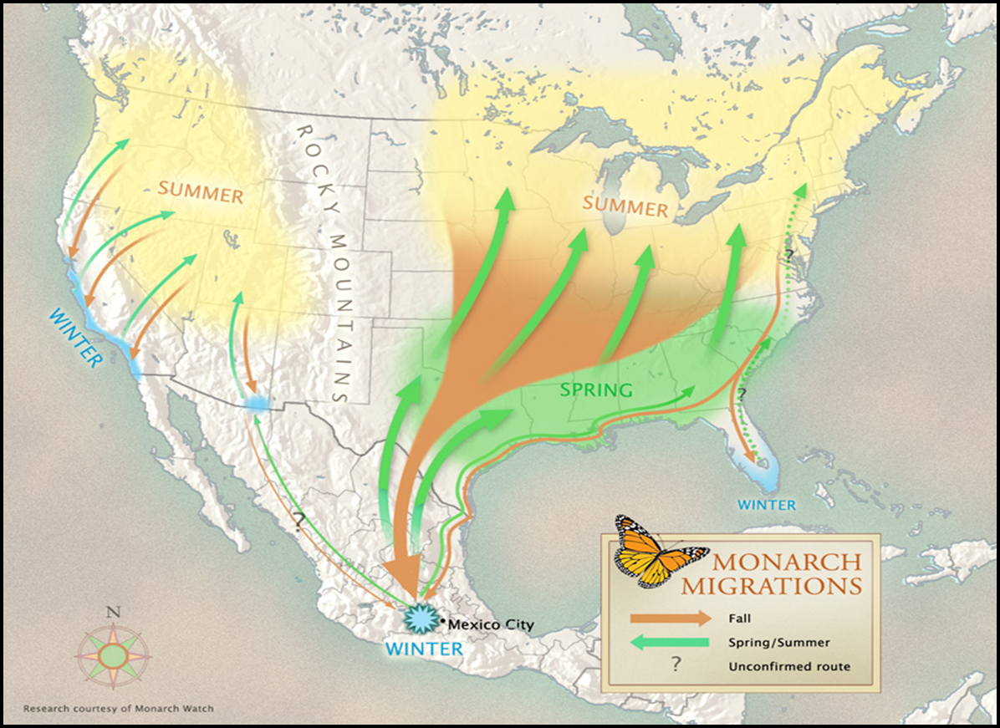 ROCKY MOUNTAINS
SUMMER
SUMMER
?
WINTER
SPRING
?
WINTER
?
MONARCH
MIGRATIONS
Fall
Spring/Summer
? Unconfirmed route
N
Mexico City
WINTER
Research courtesy of Monarch Watch